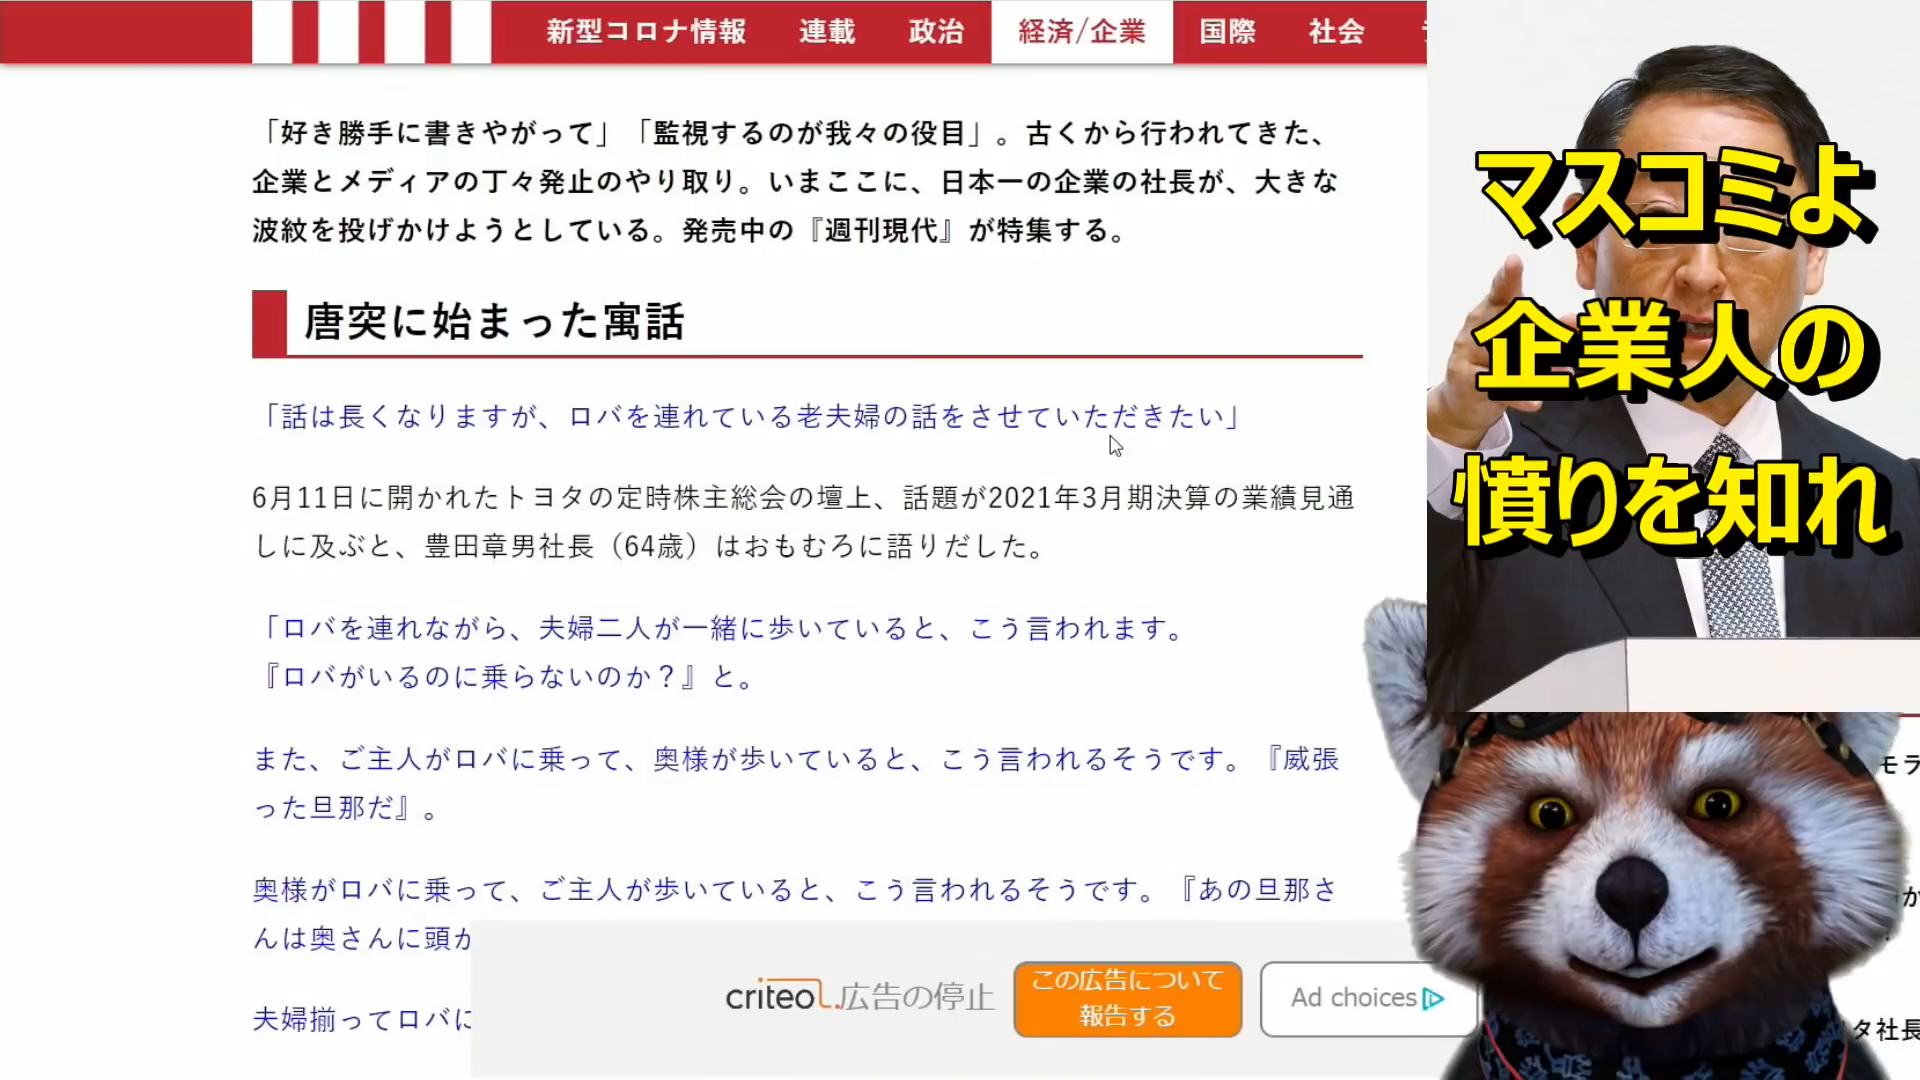 新型コロナ情報 連載 政治 経済/企業 国際 社会
「好き勝手に書きやがって」「監視するのが我々の役目」。古くから行われてきた、
企業とメディアの丁々発止のやり取り。いまここに、日本一の企業の社長が、大きな
波紋を投げかけようとしている。発売中の『週刊現代』が特集する。
唐突に始まった寓話
「話は長くなりますが、ロバを連れている老夫婦の話をさせていただきたい」
6月11日に開かれたトヨタの定時株主総会の壇上、話題が2021年3月期決算の業績見通
しに及ぶと、豊田章男社長（64歳）はおもむろに語りだした。
「ロバを連れながら、夫婦二人が一緒に歩いていると、こう言われます。
『ロバがいるのに乗らないのか？』と。
また、ご主人がロバに乗って、奥様が歩いていると、こう言われるそうです。『威張
った旦那だ』。
奥様がロバに乗って、ご主人が歩いていると、こう言われるそうです。『あの旦那さ
んは奥さんに頭が
夫婦揃ってロバに
criteo 広告の停止
この広告について
報告する
Ad choices
マスコミよ
企業人の
憤りを知れ
モラ
か
タ社長